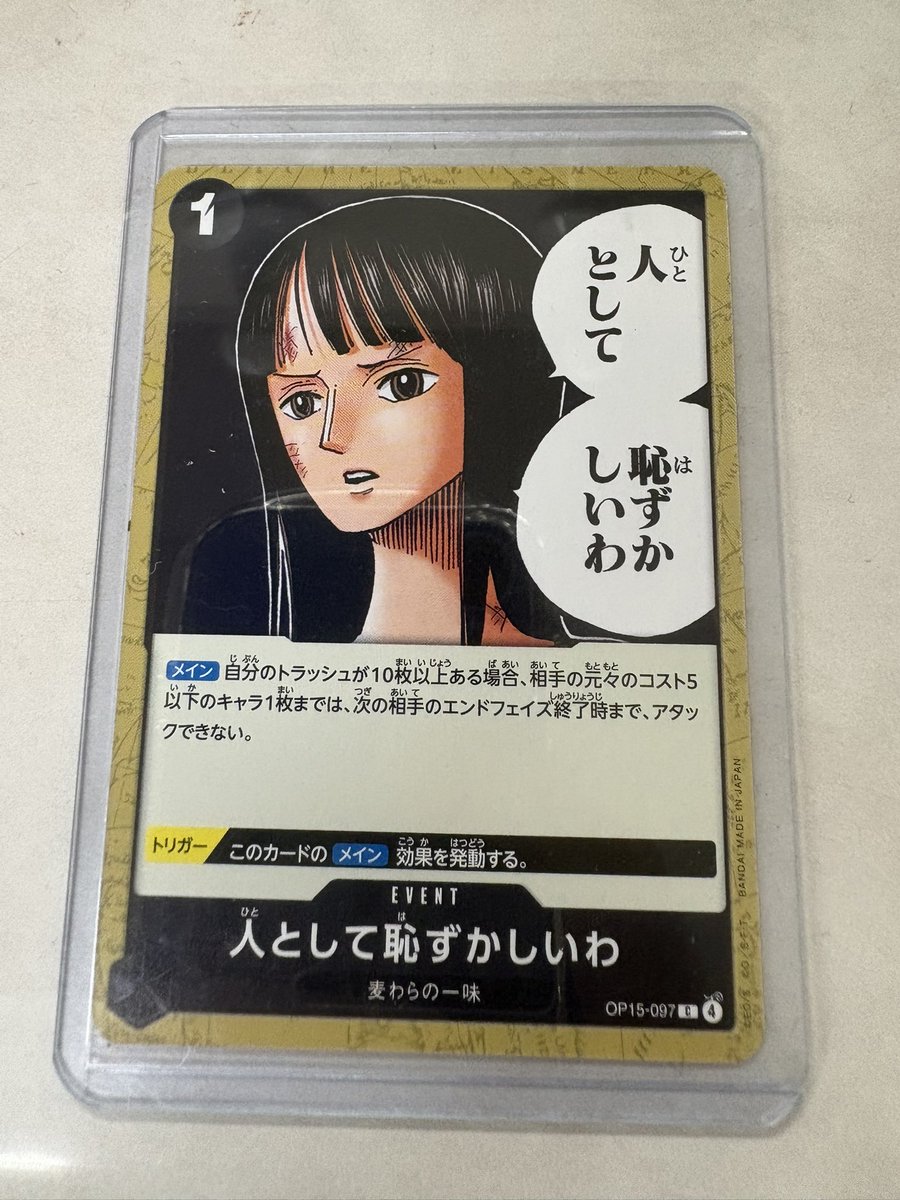 1
人
として
恥ずか
しいわ
メイン 自分のトラッシュが10枚以上ある場合、相手の元々のコスト5
以下のキャラ1枚までは、次の相手のエンドフェイズ終了時まで、アタッ
クできない。
トリガー このカードの メイン 効果を発動する。
EVENT
人として恥ずかしいわ
麦わらの一味
OP15-097 C 4
BANDAI MADE IN JAPAN